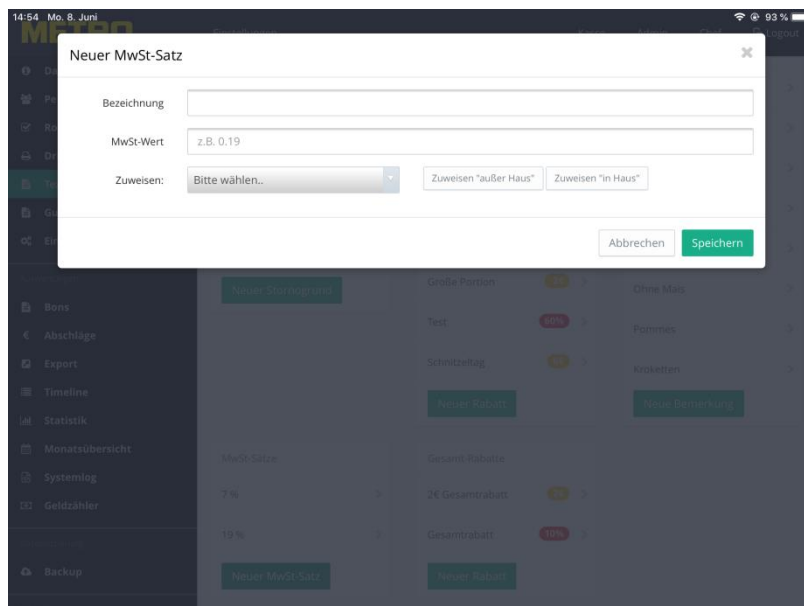 14:54 Mo. 8. Juni 93 %
METRO
Logout
Neuer MwSt-Satz
Bezeichnung
MwSt-Wert z.B. 0.19
Zuweisen: Bitte wählen.. Zuweisen "außer Haus" Zuweisen "in Haus"
Abbrechen Speichern
Neuer Stornogrund
Große Portion
Test
Schnitzeltag
Neuer Rabatt
Ohne Mais
Pommes
Kroketten
Neue Bemerkung
Bons
Abschläge
Export
Timeline
Statistik
Monatsübersicht
Systemlog
Geldzähler
Backup
MwSt-Sätze
7 %
19 %
Neuer MwSt-Satz
Gesamt-Rabatte
2€ Gesamtrabatt
Gesamtrabatt 10%
Neuer Rabatt